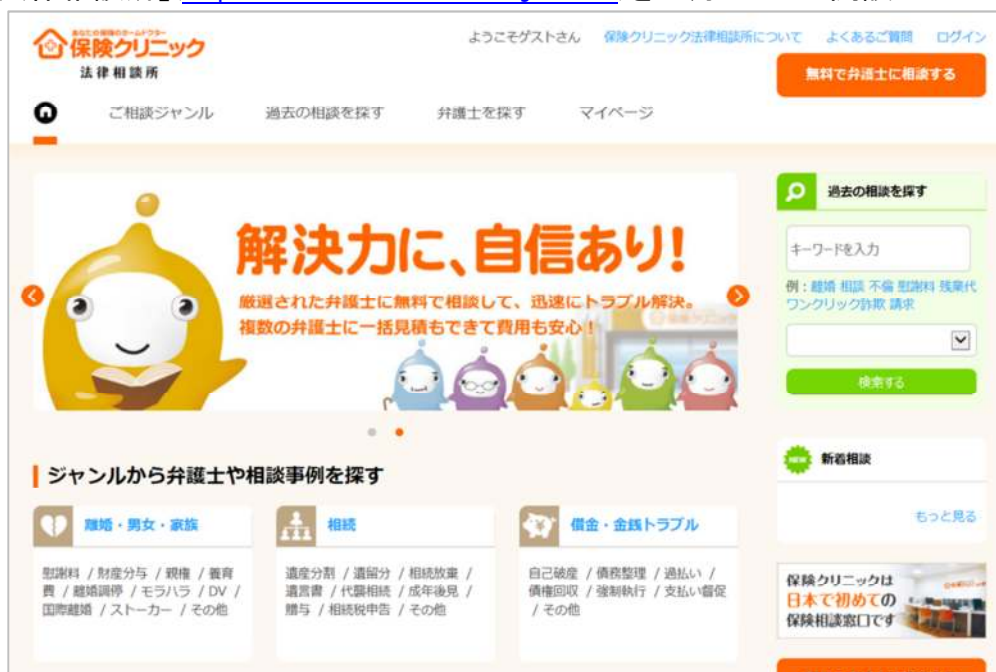 あなたの保険のホームドクター
保険クリニック
法律相談所
ようこそゲストさん 保険クリニック法律相談所について よくあるご質問 ログイン
無料で弁護士に相談する
ご相談ジャンル 過去の相談を探す 弁護士を探す マイページ
解決力に、自信あり!
厳選された弁護士に無料で相談して、迅速にトラブル解決。
複数の弁護士に一括見積もできて費用も安心!
過去の相談を探す
キーワードを入力
例:離婚 相談 不倫 慰謝料 残業代
ワンクリック詐欺 請求
検索する
NEW 新着相談
もっと見る
ジャンルから弁護士や相談事例を探す
離婚・男女・家族
慰謝料 / 財産分与 / 親権 / 養育
費 / 離婚調停 / モラハラ / DV /
国際離婚 / ストーカー / その他
相続
遺産分割 / 遺留分 / 相続放棄 /
遺言書 / 代襲相続 / 成年後見 /
贈与 / 相続税申告 / その他
借金・金銭トラブル
自己破産 / 債務整理 / 過払い /
債権回収 / 強制執行 / 支払い督促
/ その他
保険クリニックは
日本で初めての
保険相談窓口です